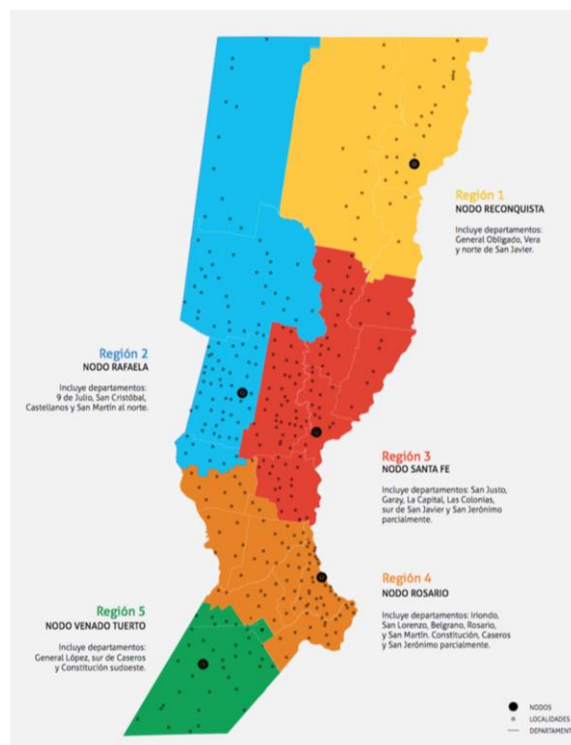 Región 1
NODO RECONQUISTA
Incluye departamentos:
General Obligado, Vera
y norte de San Javier.
Región 2
NODO RAFAELA
Incluye departamentos:
9 de Julio, San Cristóbal,
Castellanos y San Martín al norte.
Región 3
NODO SANTA FE
Incluye departamentos: San Justo,
Garay, La Capital, Las Colonias,
sur de San Javier y San Jerónimo
parcialmente.
Región 4
NODO ROSARIO
Incluye departamentos: Iriondo,
San Lorenzo, Belgrano, Rosario,
y San Martín. Constitución, Caseros
y San Jerónimo parcialmente.
Región 5
NODO VENADO TUERTO
Incluye departamentos:
General López, sur de Caseros
y Constitución sudoeste.
NODOS
LOCALIDADES